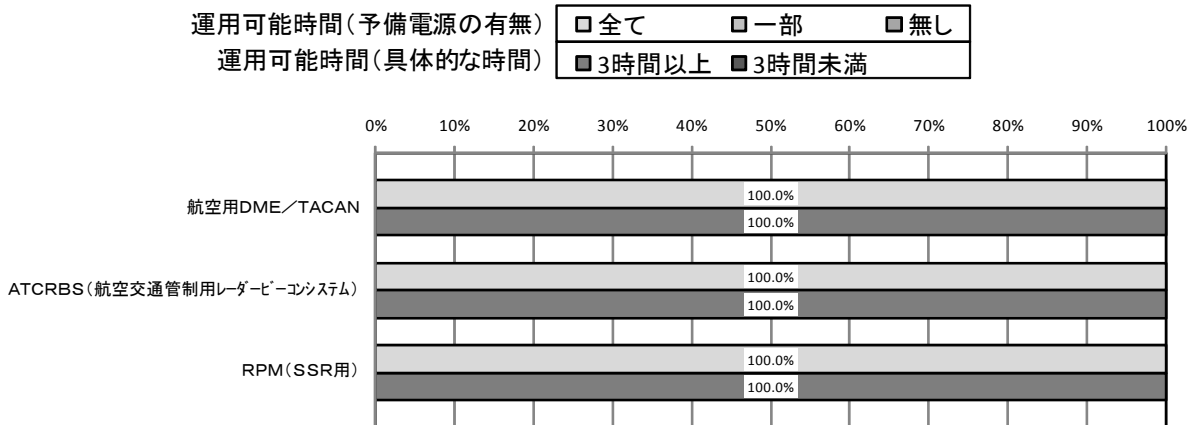 運用可能時間(予備電源の有無) 全て 一部 無し
運用可能時間(具体的な時間) 3時間以上 3時間未満
0% 10% 20% 30% 40% 50% 60% 70% 80% 90% 100%
100.0%
航空用DME／TACAN
100.0%
100.0%
ATCRBS(航空交通管制用ﾚｰﾀﾞｰﾋﾞｰｺﾝｼｽﾃﾑ)
100.0%
100.0%
RPM(SSR用)
100.0%